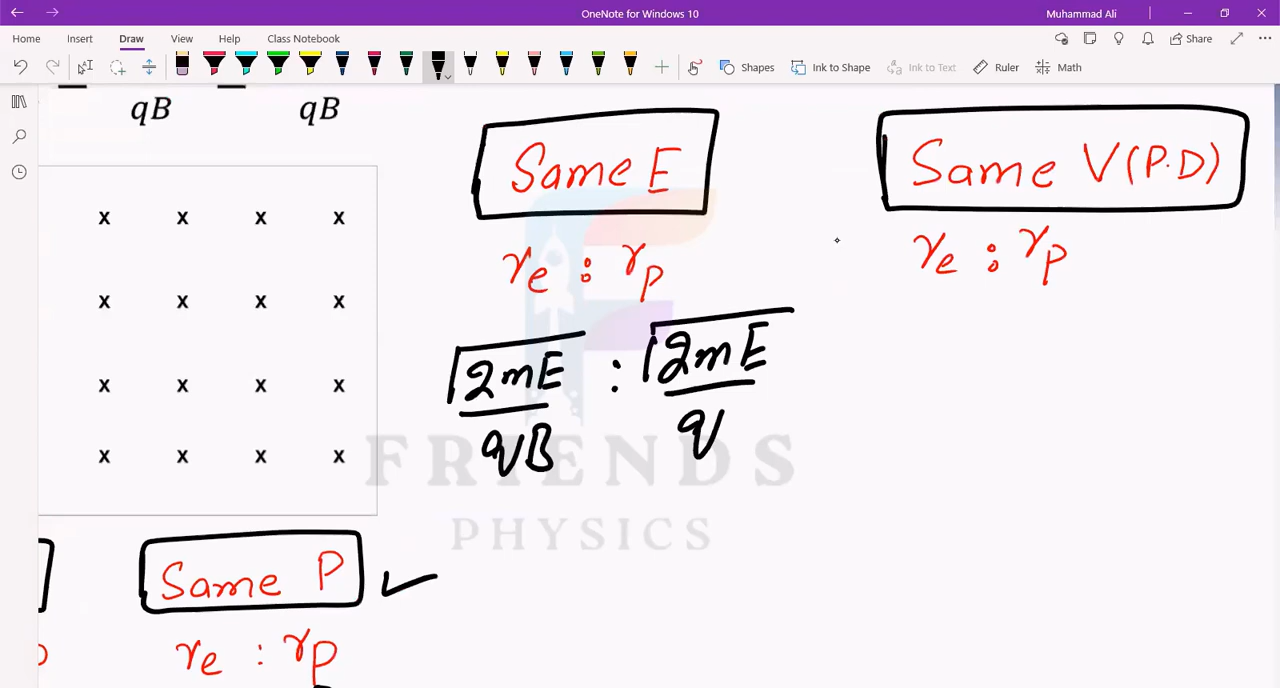 OneNote for Windows 10
Muhammad Ali
Home Insert Draw View Help Class Notebook
Share
Shapes Ink to Shape Ink to Text Ruler Math
qB qB
Same E
Same V(P.D)
re : rp
re : rp
√2mE : √2mE
qB q
x x x x
x x x x
x x x x
x x x x
FRIENDS
PHYSICS
Same P ✓
re : rp